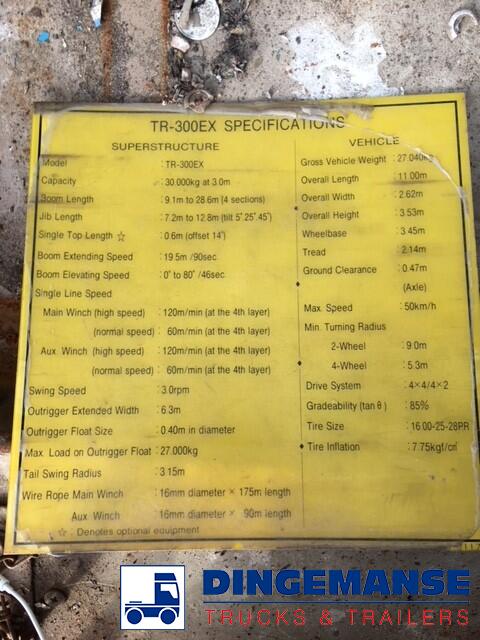 TR-300EX SPECIFICATIONS
SUPERSTRUCTURE
Model : TR-300EX
Capacity : 30.000kg at 3.0m
Boom Length : 9.1m to 28.6m (4 sections)
Jib Length : 7.2m to 12.8m (tilt 5°25°45°)
Single Top Length ☆ : 0.6m (offset 14°)
Boom Extending Speed : 19.5m /90sec
Boom Elevating Speed : 0° to 80° /46sec
Single Line Speed
Main Winch (high speed) : 120m/min (at the 4th layer)
(normal speed) : 60m/min (at the 4th layer)
Aux. Winch (high speed) : 120m/min (at the 4th layer)
(normal speed) : 60m/min (at the 4th layer)
Swing Speed : 3.0rpm
Outrigger Extended Width : 6.3m
Outrigger Float Size : 0.40m in diameter
Max. Load on Outrigger Float : 27.000kg
Tail Swing Radius : 3.15m
Wire Rope Main Winch : 16mm diameter × 175m length
Aux. Winch : 16mm diameter × 90m length
☆ : Denotes optional equipment
VEHICLE
Gross Vehicle Weight : 27.040kg
Overall Length : 11.00m
Overall Width : 2.62m
Overall Height : 3.53m
Wheelbase : 3.45m
Tread : 2.14m
Ground Clearance : 0.47m
(Axle)
Max. Speed : 50km/h
Min. Turning Radius
2-Wheel : 9.0m
4-Wheel : 5.3m
Drive System : 4×4/4×2
Gradeability (tan θ) : 85%
Tire Size : 16.00-25-28PR
Tire Inflation : 7.75kgf/cm²
DINGEMANSE
TRUCKS & TRAILERS